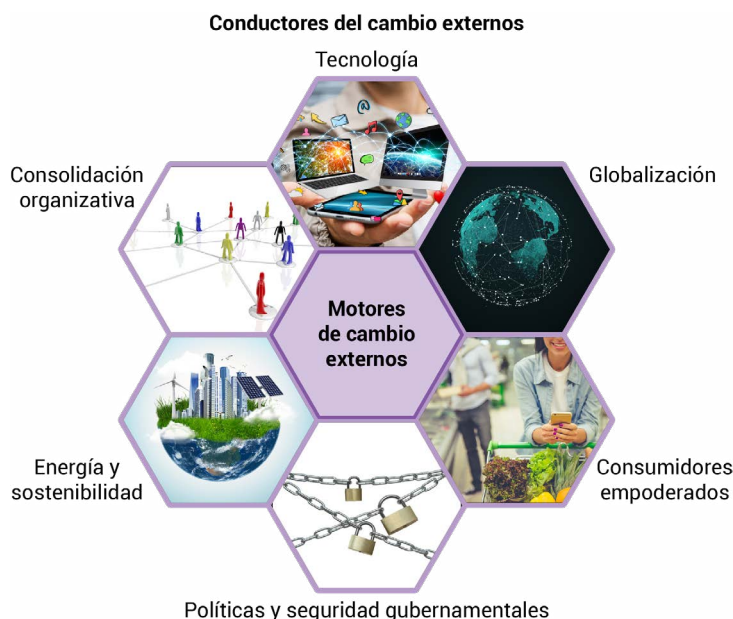 Conductores del cambio externos
Tecnología
Consolidación
organizativa
Globalización
Motores
de cambio
externos
Energía y
sostenibilidad
Consumidores
empoderados
Políticas y seguridad gubernamentales